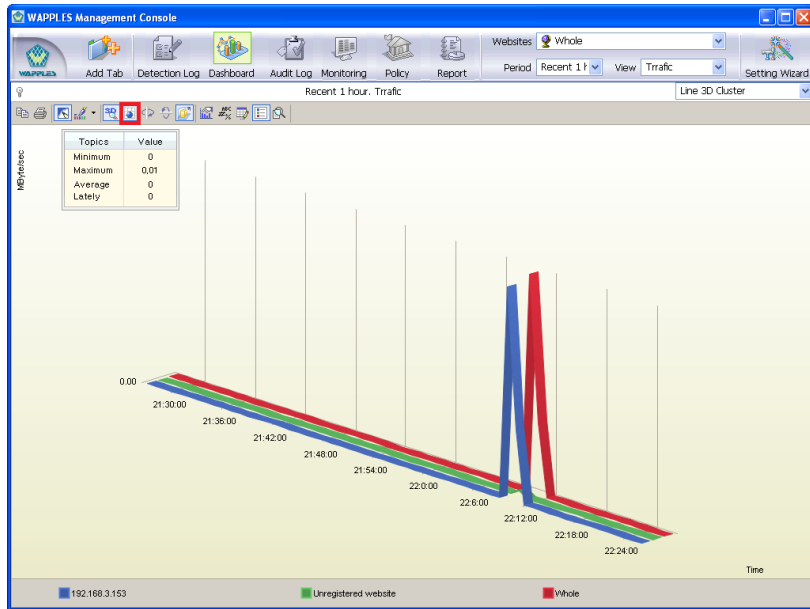 WAPPLES Management Console
WAPPLES
Add Tab
Detection Log
Dashboard
Audit Log
Monitoring
Policy
Report
Websites
Whole
Period
Recent 1 h
View
Trrafic
Setting Wizard
Recent 1 hour. Trrafic
Line 3D Cluster
3D
ABC
Topics Value
Minimum 0
Maximum 0,01
Average 0
Lately 0
MByte/sec
0.00
21:30:00
21:36:00
21:42:00
21:48:00
21:54:00
22:0:00
22:6:00
22:12:00
22:18:00
22:24:00
Time
192.168.3.153
Unregistered website
Whole